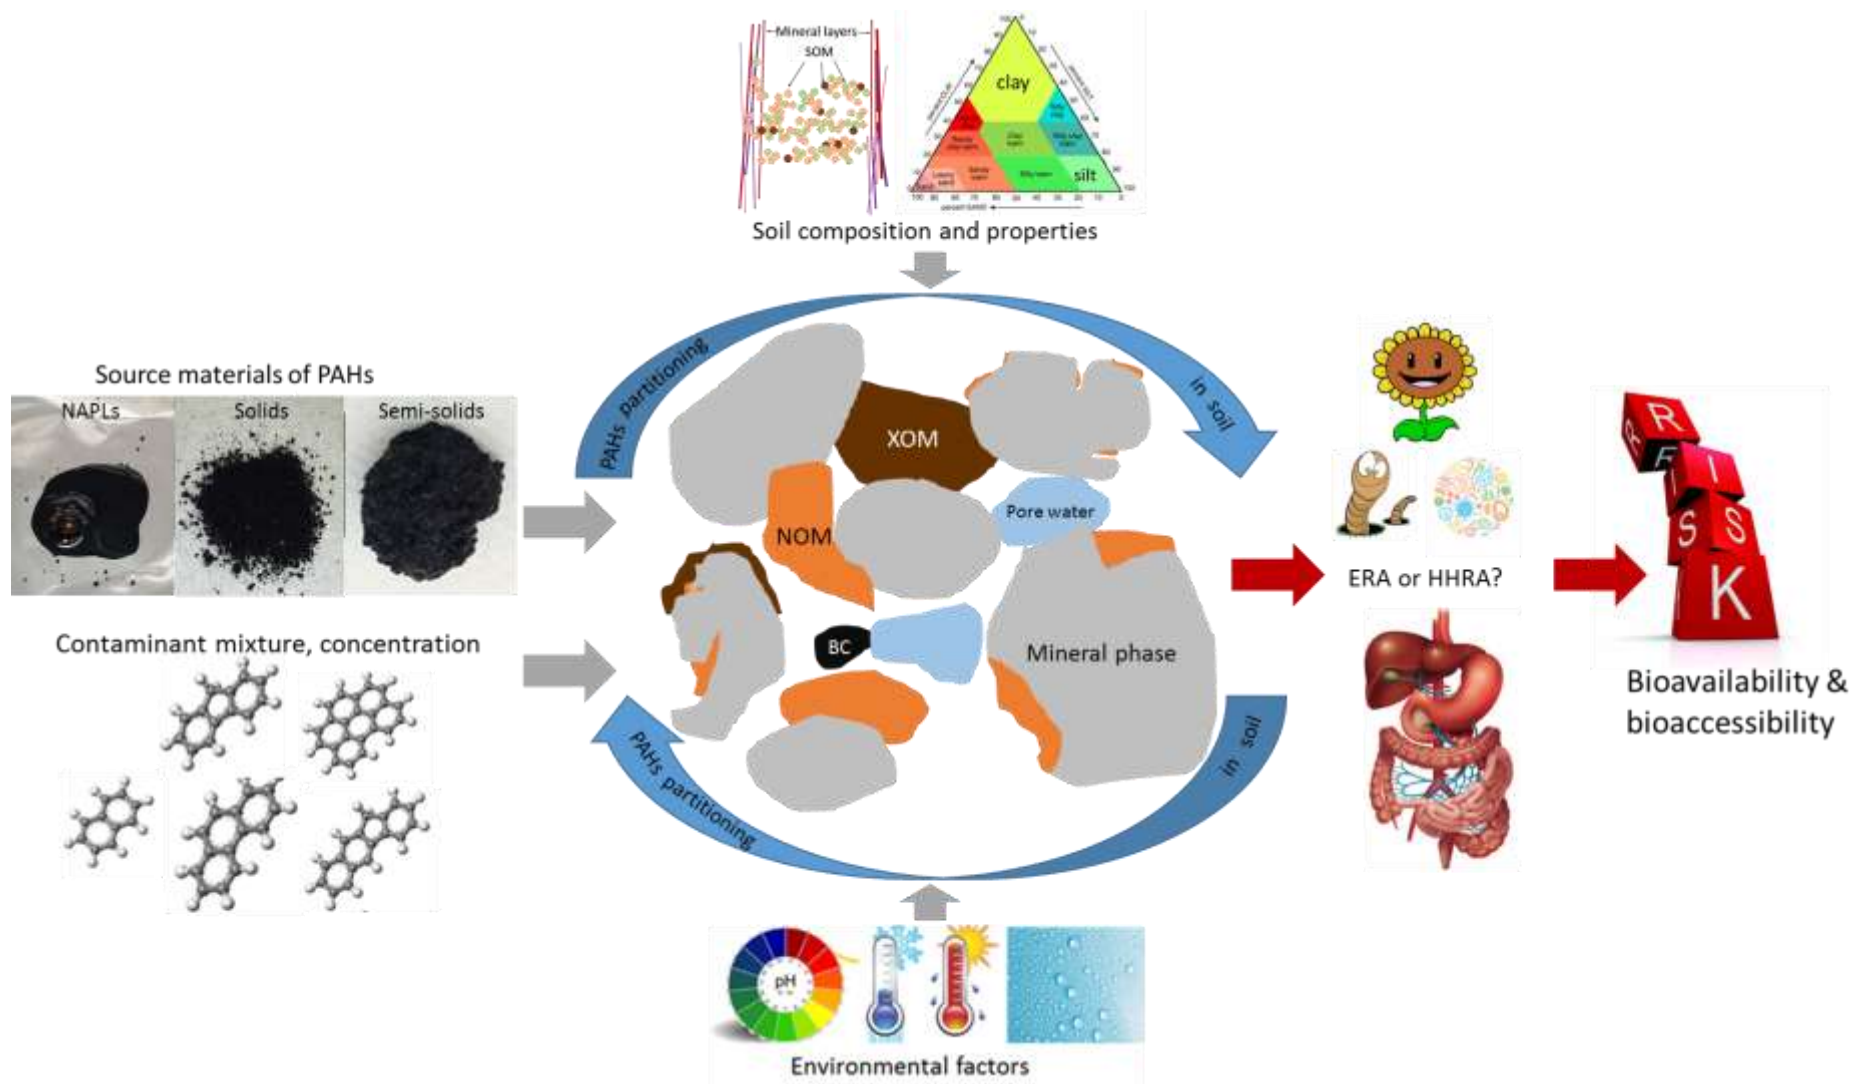 Mineral layers
SOM
clay
silt
Soil composition and properties
Source materials of PAHs
NAPLs
Solids
Semi-solids
Contaminant mixture, concentration
PAHs partitioning
in soil
XOM
NOM
Pore water
BC
Mineral phase
PAHs partitioning
in soil
ERA or HHRA?
R
I
S
K
Bioavailability &
bioaccessibility
pH
Environmental factors